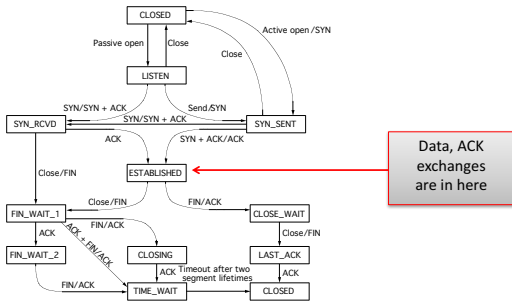 CLOSED
Active open/SYN
Passive open
Close
Close
LISTEN
SYN/SYN + ACK
Send/SYN
SYN/SYN + ACK
SYN_RCVD
SYN_SENT
ACK
SYN + ACK/ACK
Data, ACK
exchanges
are in here
Close/FIN
ESTABLISHED
Close/FIN
FIN/ACK
FIN_WAIT_1
CLOSE_WAIT
FIN/ACK
ACK
ACK + FIN/ACK
Close/FIN
FIN_WAIT_2
CLOSING
LAST_ACK
ACK
Timeout after two
segment lifetimes
ACK
FIN/ACK
TIME_WAIT
CLOSED